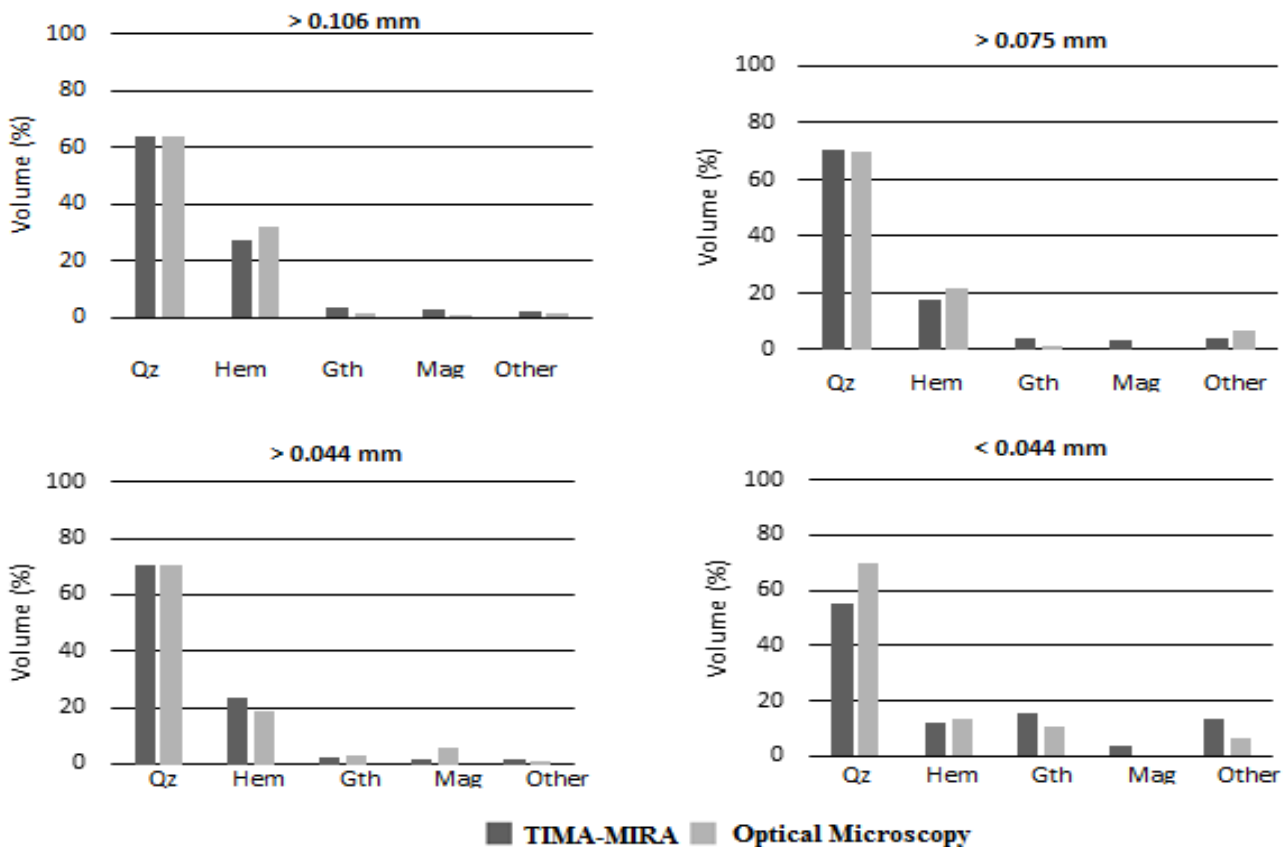 > 0.106 mm
100
80
60
40
20
0
Volume (%)
Qz Hem Gth Mag Other
> 0.075 mm
100
80
60
40
20
0
Volume (%)
Qz Hem Gth Mag Other
> 0.044 mm
100
80
60
40
20
0
Volume (%)
Qz Hem Gth Mag Other
< 0.044 mm
100
80
60
40
20
0
Volume (%)
Qz Hem Gth Mag Other
TIMA-MIRA Optical Microscopy